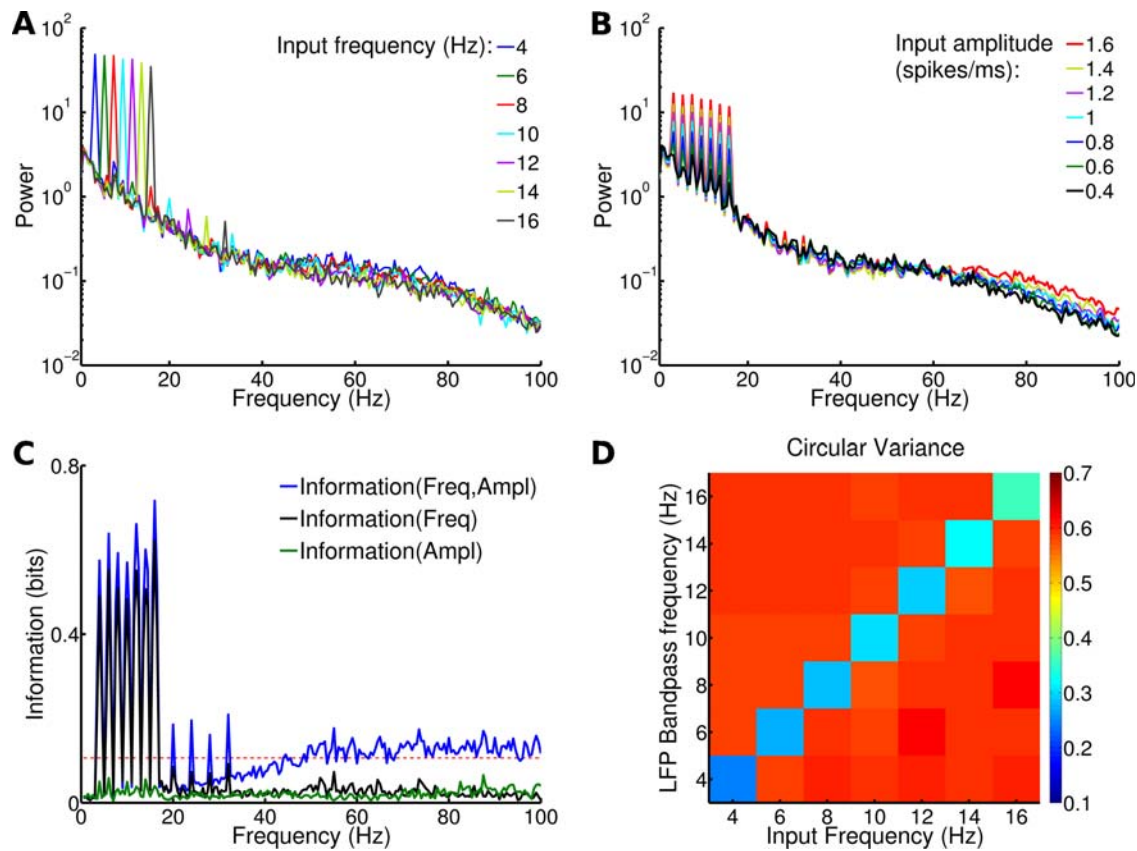 A
Input frequency (Hz):
4
6
8
10
12
14
16
Power
10^2
10^1
10^0
10^-1
10^-2
0 20 40 60 80 100
Frequency (Hz)
B
Input amplitude
(spikes/ms):
1.6
1.4
1.2
1
0.8
0.6
0.4
Power
10^2
10^1
10^0
10^-1
10^-2
0 20 40 60 80 100
Frequency (Hz)
C
Information(Freq,Ampl)
Information(Freq)
Information(Ampl)
Information (bits)
0.8
0.4
0
0 20 40 60 80 100
Frequency (Hz)
D
Circular Variance
LFP Bandpass frequency (Hz)
16
14
12
10
8
6
4
4 6 8 10 12 14 16
Input Frequency (Hz)
0.7
0.6
0.5
0.4
0.3
0.2
0.1